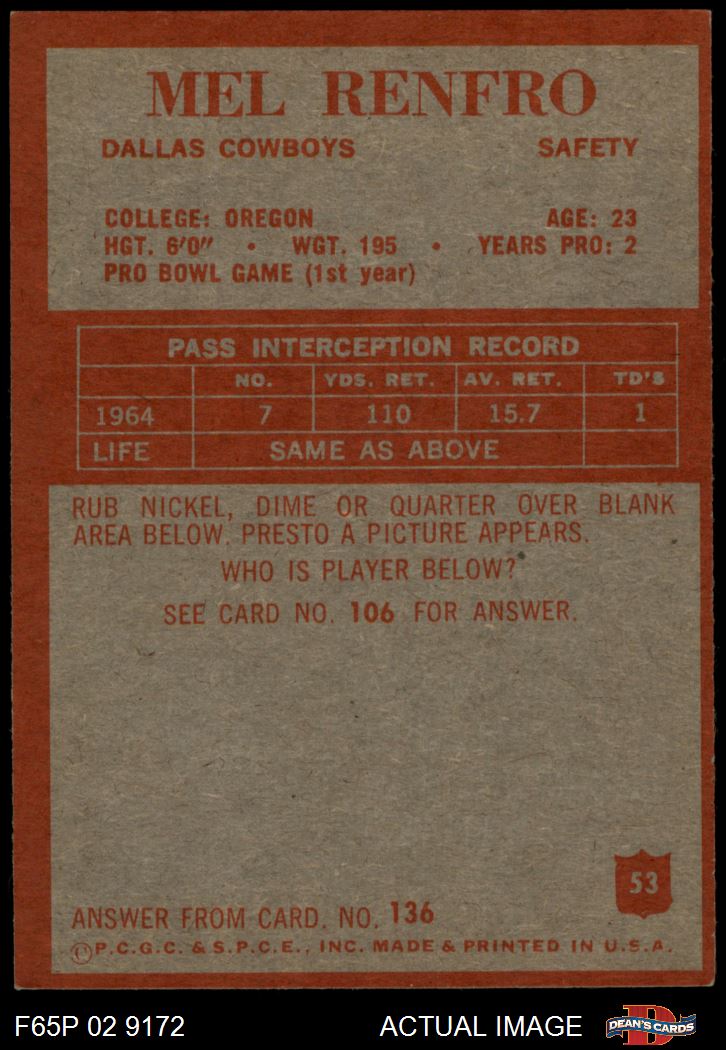 MEL RENFRO
DALLAS COWBOYS SAFETY
COLLEGE: OREGON AGE: 23
HGT. 6'0" • WGT. 195 • YEARS PRO: 2
PRO BOWL GAME (1st year)
PASS INTERCEPTION RECORD
NO. YDS. RET. AV. RET. TD'S
1964 7 110 15.7 1
LIFE SAME AS ABOVE
RUB NICKEL, DIME OR QUARTER OVER BLANK
AREA BELOW. PRESTO A PICTURE APPEARS.
WHO IS PLAYER BELOW?
SEE CARD NO. 106 FOR ANSWER.
53
ANSWER FROM CARD. NO. 136
©P.C.G.C. & S.P.C.E., INC. MADE & PRINTED IN U.S.A.
F65P 02 9172 ACTUAL IMAGE DEAN'S CARDS